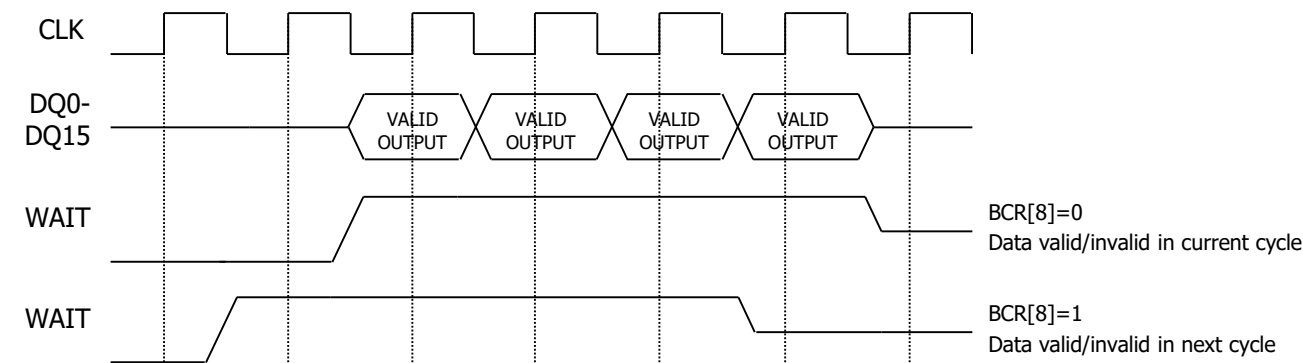 CLK
DQ0-
DQ15
VALID
OUTPUT
VALID
OUTPUT
VALID
OUTPUT
VALID
OUTPUT
WAIT
BCR[8]=0
Data valid/invalid in current cycle
WAIT
BCR[8]=1
Data valid/invalid in next cycle